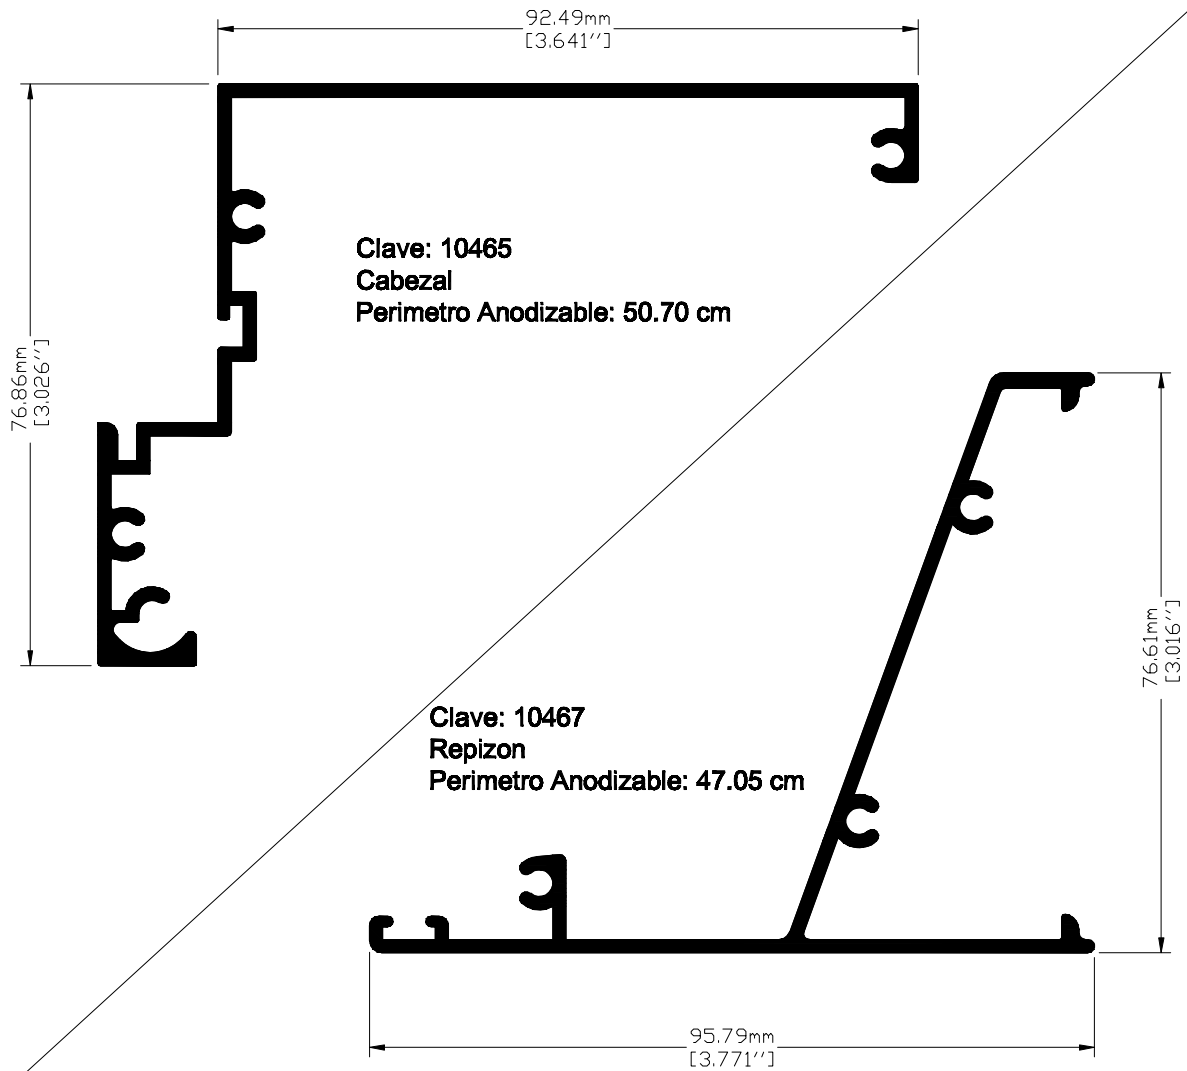 92.49mm
[3.641'']
76.86mm
[3.026'']
Clave: 10465
Cabezal
Perimetro Anodizable: 50.70 cm
76.61mm
[3.016'']
Clave: 10467
Repizon
Perimetro Anodizable: 47.05 cm
95.79mm
[3.771'']